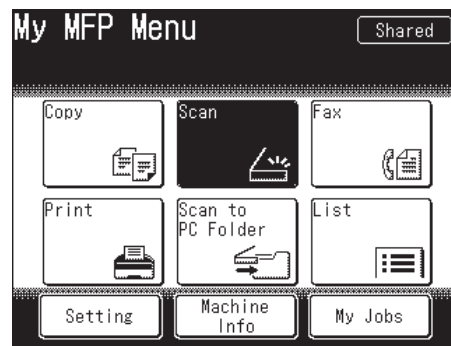 My MFP Menu
Shared
Copy
Scan
Fax
Print
Scan to
PC Folder
List
Setting
Machine
Info
My Jobs